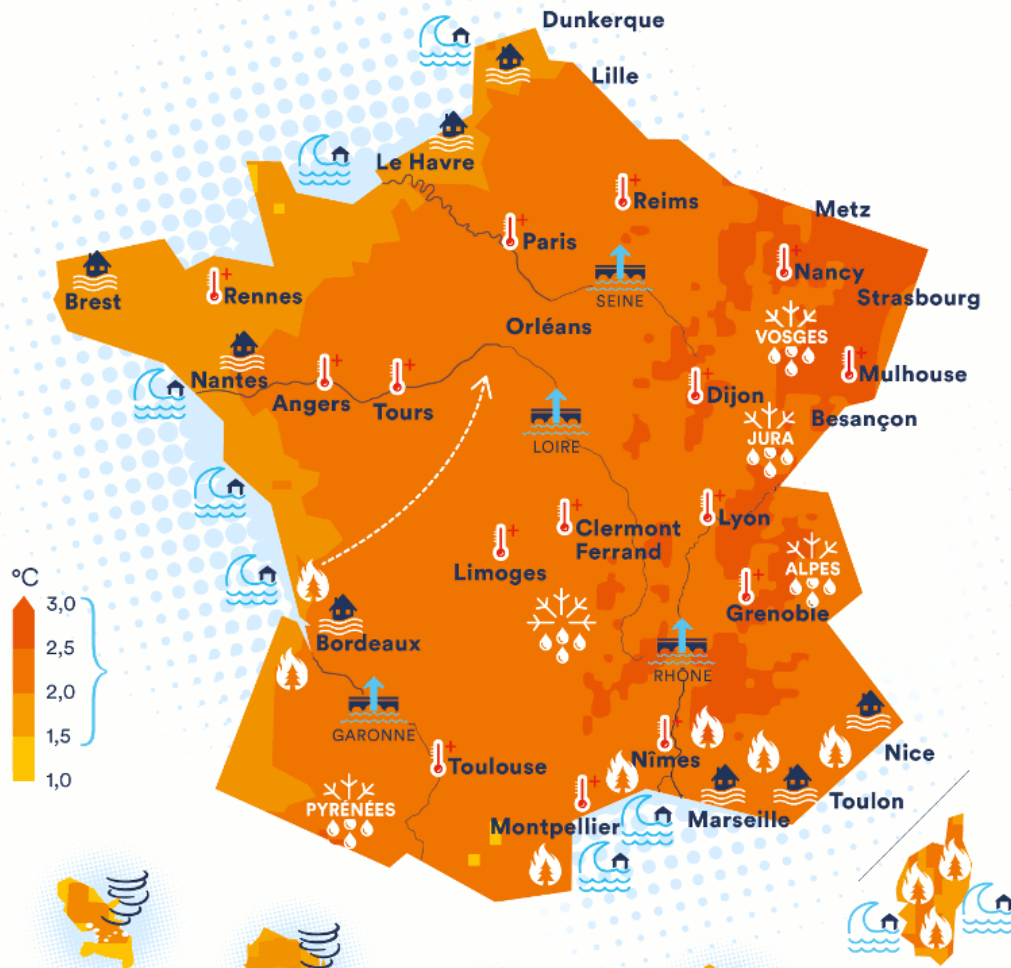 Dunkerque
Lille
Le Havre
Reims
Metz
Paris
Nancy
Brest
Rennes
SEINE
Strasbourg
Orléans
VOSGES
Nantes
Angers
Tours
Dijon
Mulhouse
Besançon
LOIRE
JURA
Lyon
Clermont
Ferrand
Limoges
ALPES
°C
3,0
2,5
2,0
1,5
1,0
Grenoble
Bordeaux
RHÔNE
GARONNE
Nîmes
Nice
Toulouse
PYRÉNÉES
Toulon
Montpellier
Marseille